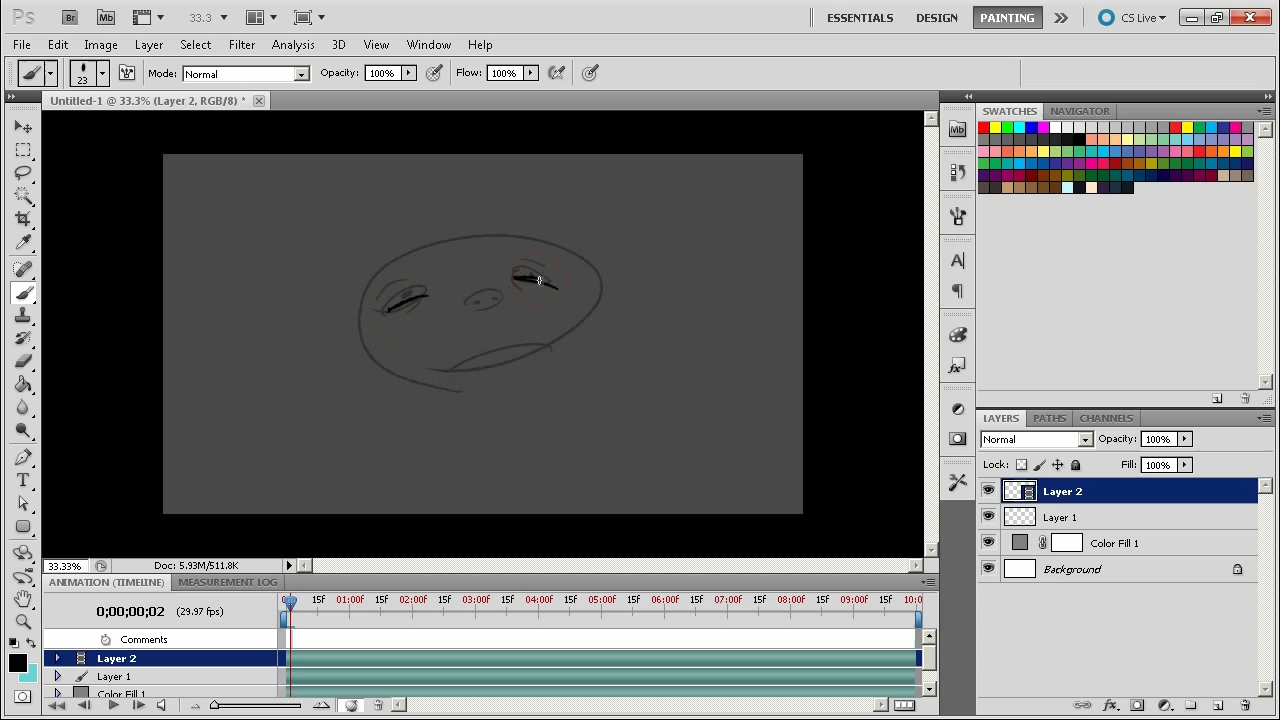 Ps Br Mb 33.3 ESSENTIALS DESIGN PAINTING CS Live
File Edit Image Layer Select Filter Analysis 3D View Window Help
23 Mode: Normal Opacity: 100% Flow: 100%
Untitled-1 @ 33.3% (Layer 2, RGB/8) *
SWATCHES NAVIGATOR
Mb
A
LAYERS PATHS CHANNELS
Normal Opacity: 100%
Lock: Fill: 100%
Layer 2
Layer 1
Color Fill 1
Background
33.33% Doc: 5.93M/511.8K
ANIMATION (TIMELINE) MEASUREMENT LOG
0;00;00;02 (29.97 fps) 15F 01:00F 15F 02:00F 15F 03:00F 15F 04:00F 15F 05:00F 15F 06:00F 15F 07:00F 15F 08:00F 15F 09:00F 15F 10:0
Comments
Layer 2
Layer 1
Color Fill 1